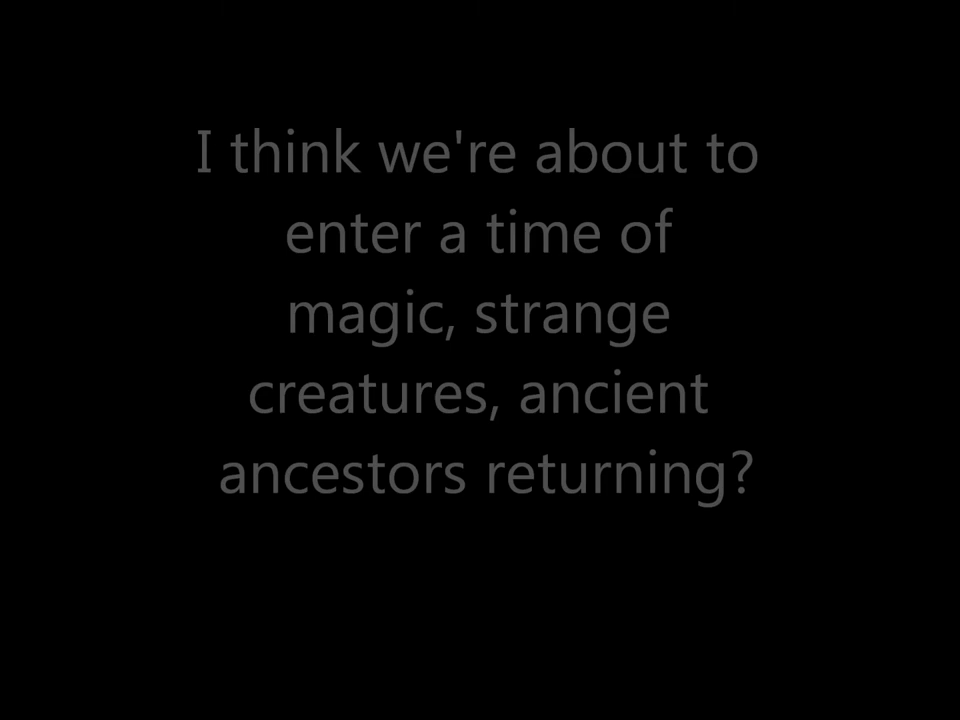 I think we're about to
enter a time of
magic, strange
creatures, ancient
ancestors returning?